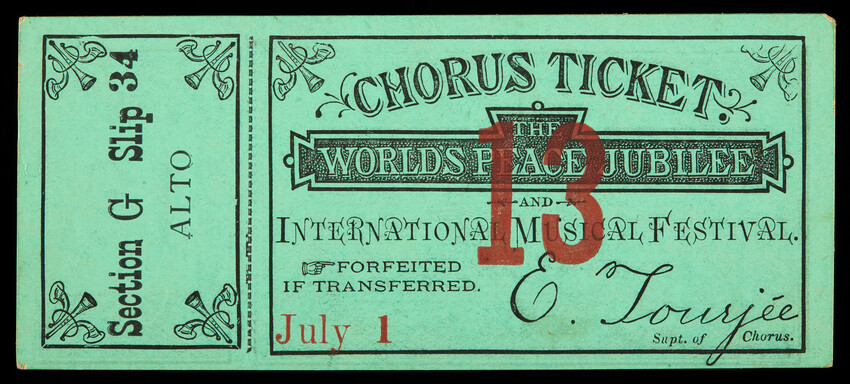 Section G Slip 34
ALTO
CHORUS TICKET.
THE
WORLD'S PEACE JUBILEE
AND
INTERNATIONAL MUSICAL FESTIVAL.
13
☞FORFEITED
IF TRANSFERRED.
E. Tourjée
July 1
Supt. of Chorus.